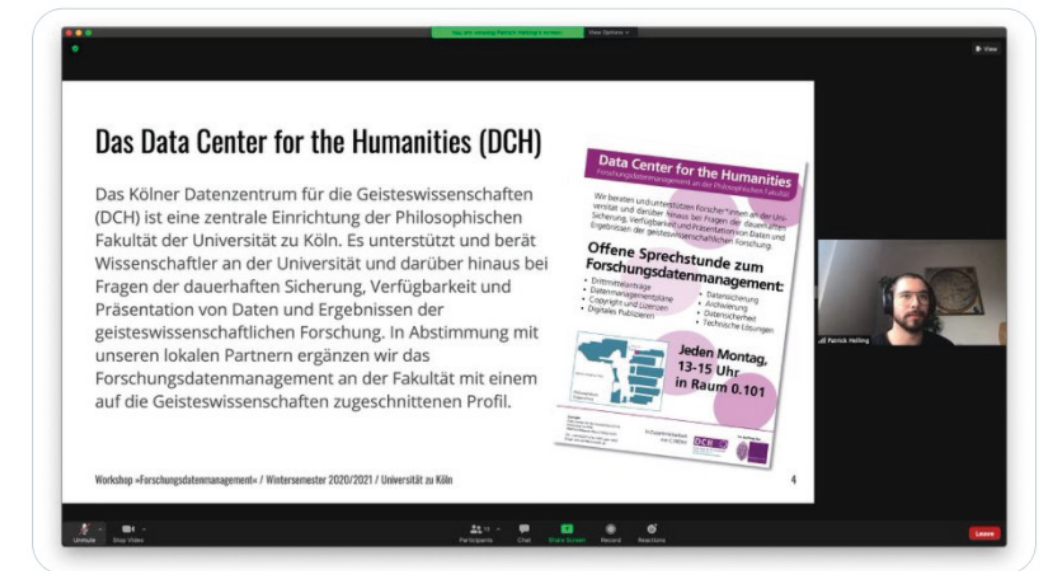 You are viewing Patrick Helling's screen
View Options
View
Das Data Center for the Humanities (DCH)
Das Kölner Datenzentrum für die Geisteswissenschaften
(DCH) ist eine zentrale Einrichtung der Philosophischen
Fakultät der Universität zu Köln. Es unterstützt und berät
Wissenschaftler an der Universität und darüber hinaus bei
Fragen der dauerhaften Sicherung, Verfügbarkeit und
Präsentation von Daten und Ergebnissen der
geisteswissenschaftlichen Forschung. In Abstimmung mit
unseren lokalen Partnern ergänzen wir das
Forschungsdatenmanagement an der Fakultät mit einem
auf die Geisteswissenschaften zugeschnittenen Profil.
Data Center for the Humanities
Forschungsdatenmanagement an der Philosophischen Fakultät
Wir beraten und unterstützen Forscher*innen an der Uni-
versität und darüber hinaus bei Fragen der dauerhaften
Sicherung, Verfügbarkeit und Präsentation von Daten und
Ergebnissen der geisteswissenschaftlichen Forschung.
Offene Sprechstunde zum
Forschungsdatenmanagement:
• Drittmittelanträge
• Datenmanagementpläne
• Copyright und Lizenzen
• Digitales Publizieren
• Datensicherung
• Archivierung
• Datensicherheit
• Technische Lösungen
Jeden Montag,
13-15 Uhr
in Raum 0.101
DCH
Workshop »Forschungsdatenmanagement« / Wintersemester 2020/2021 / Universität zu Köln
4
Patrick Helling
Unmute
Stop Video
Participants
13
Chat
Share Screen
Record
Reactions
Leave